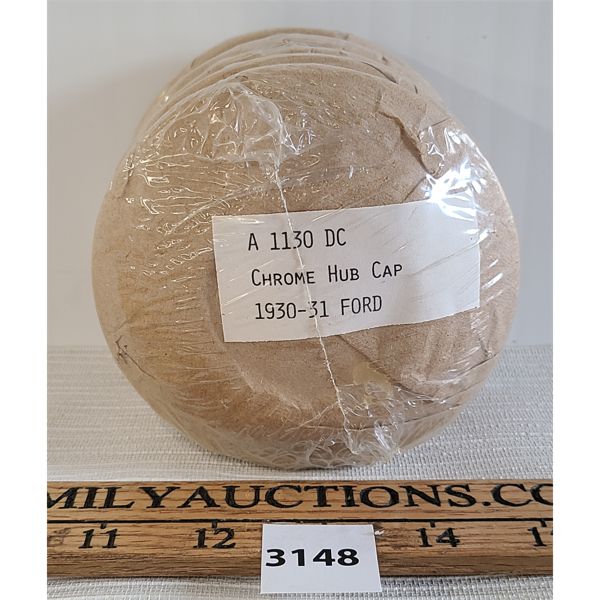 A 1130 DC
CHROME HUB CAP
1930-31 FORD
MILYAUCTIONS.CO
11 12 14
3148